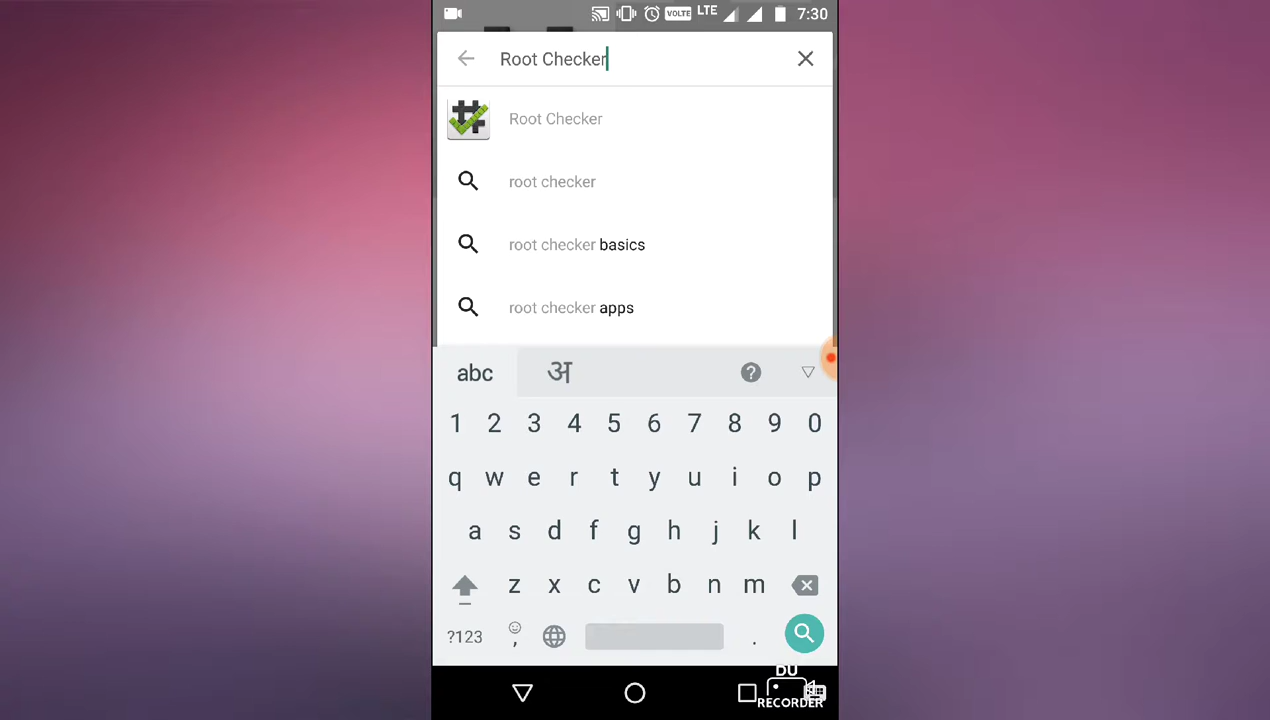 VOLTE LTE 7:30
Root Checker
Root Checker
root checker
root checker basics
root checker apps
abc अ ?
1 2 3 4 5 6 7 8 9 0
q w e r t y u i o p
a s d f g h j k l
z x c v b n m
?123 , .
DU
RECORDER